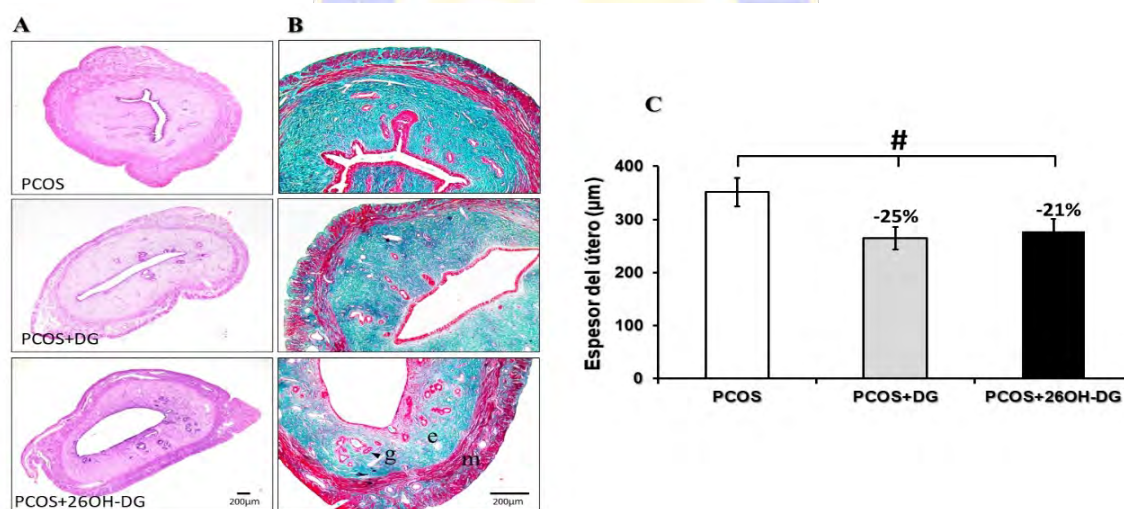 A
B
PCOS
PCOS+DG
PCOS+26OH-DG
200µm
g
e
m
200µm
C
#
Espesor del útero (µm)
400
300
200
100
0
-25%
-21%
PCOS
PCOS+DG
PCOS+26OH-DG